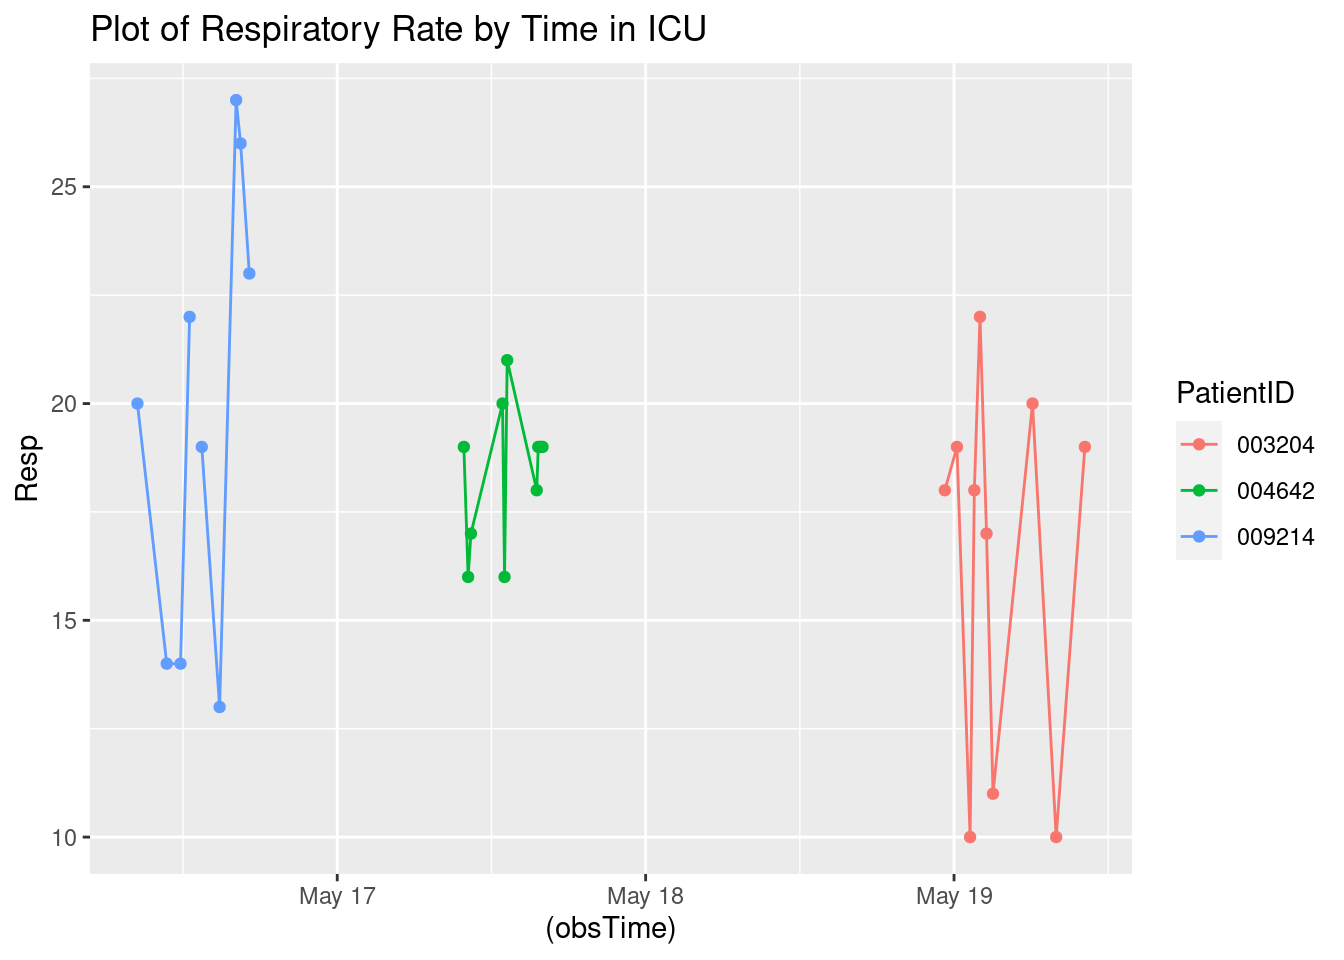 Plot of Respiratory Rate by Time in ICU
Resp
25
20
15
10
May 17
May 18
May 19
(obsTime)
PatientID
003204
004642
009214